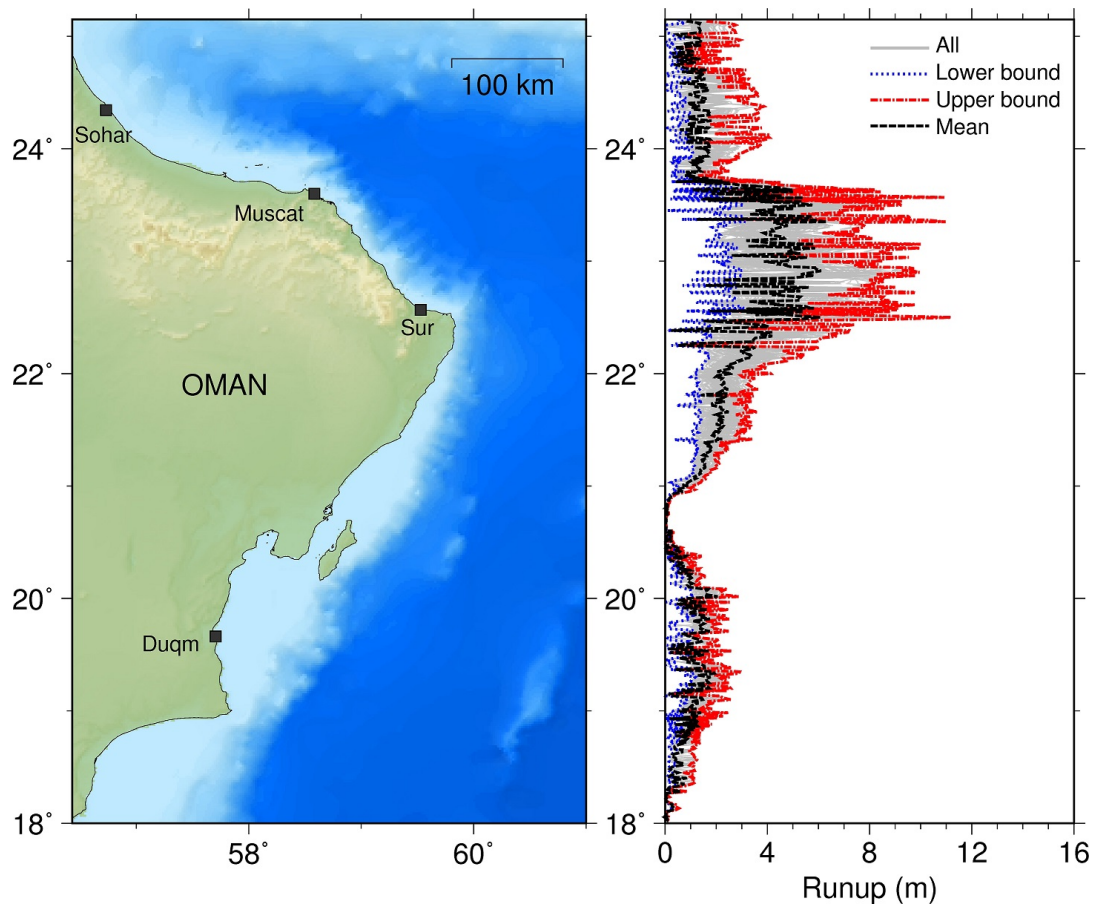 100 km
Sohar
Muscat
Sur
OMAN
Duqm
24°
22°
20°
18°
58°
60°
All
Lower bound
Upper bound
Mean
24°
22°
20°
18°
0 4 8 12 16
Runup (m)